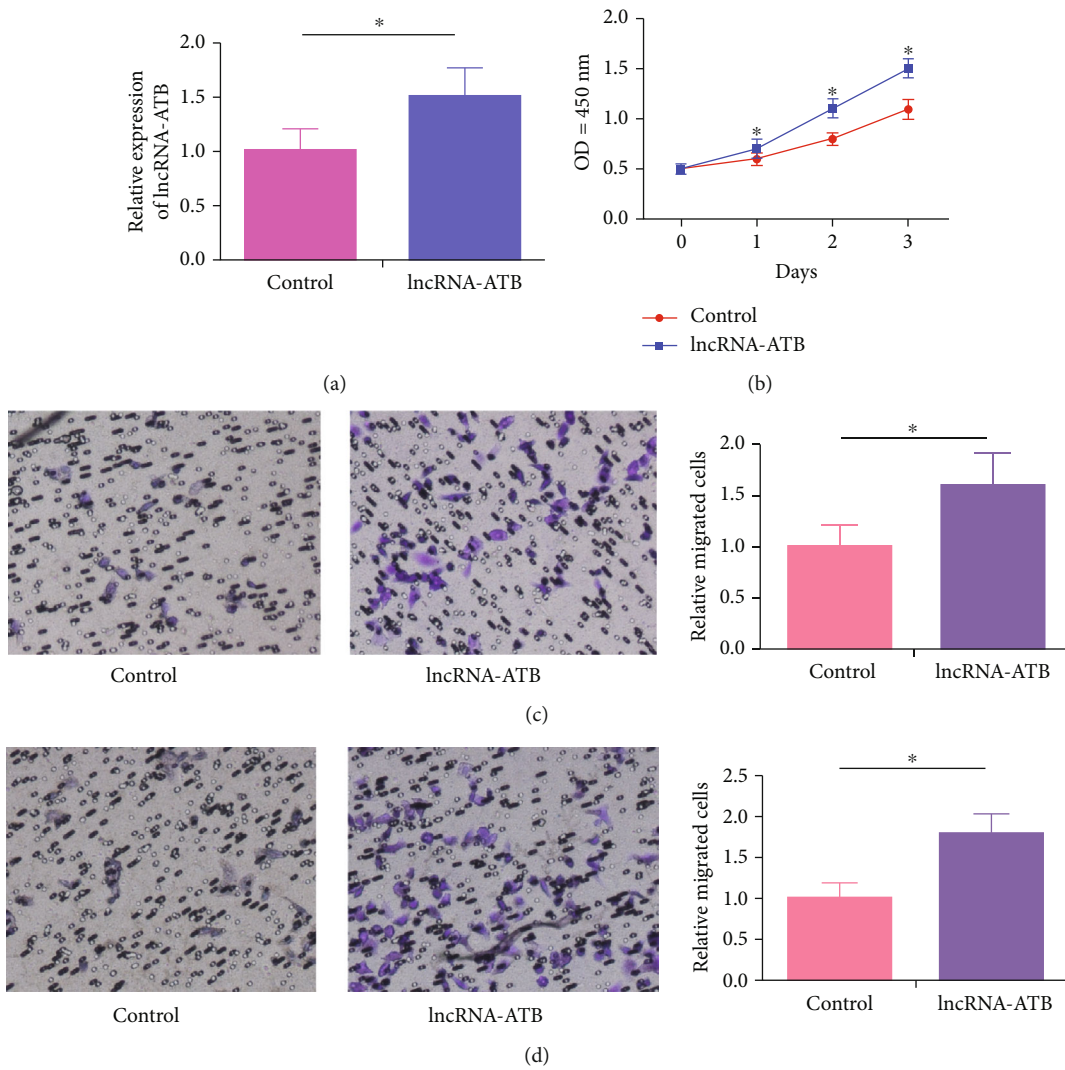 *
2.0
1.5
1.0
0.5
0.0
Relative expression
of lncRNA-ATB
Control
lncRNA-ATB
(a)
2.0
1.5
1.0
0.5
0.0
OD = 450 nm
*
*
*
0
1
2
3
Days
Control
lncRNA-ATB
(b)
Control
lncRNA-ATB
*
2.0
1.5
1.0
0.5
0.0
Relative migrated cells
Control
lncRNA-ATB
(c)
Control
lncRNA-ATB
*
2.5
2.0
1.5
1.0
0.5
0.0
Relative migrated cells
Control
lncRNA-ATB
(d)